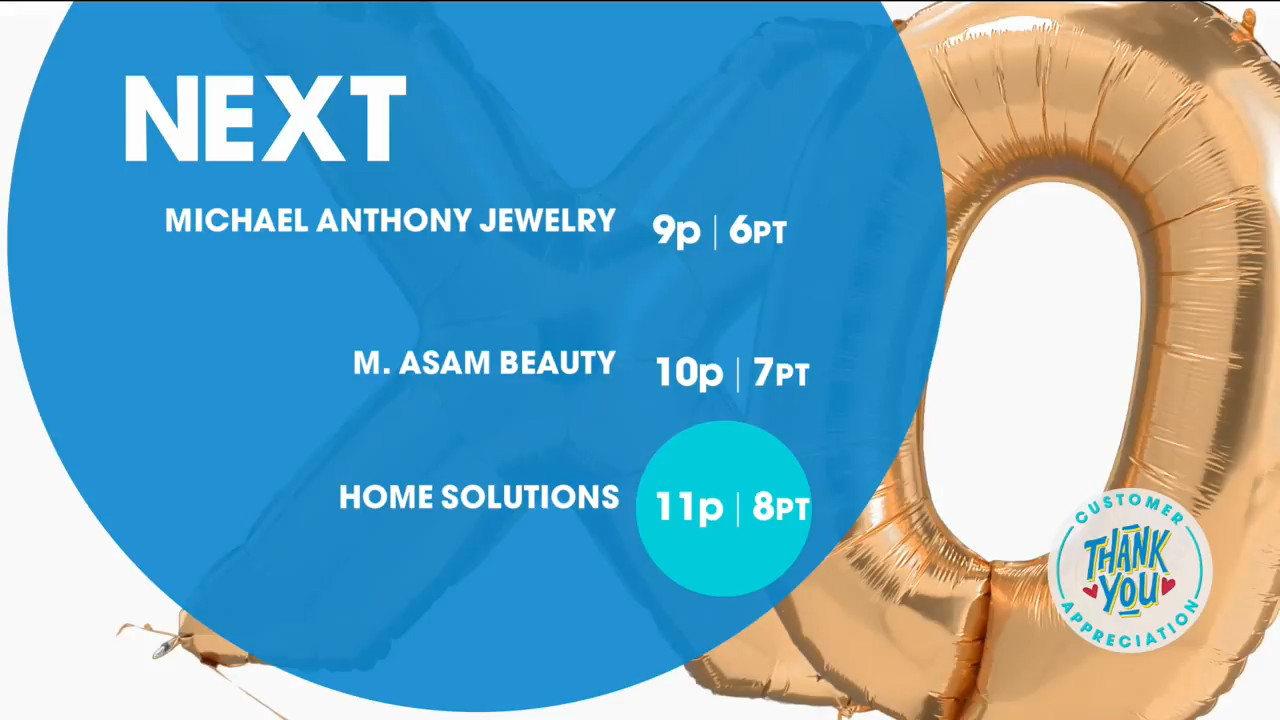 NEXT
MICHAEL ANTHONY JEWELRY 9p | 6PT
M. ASAM BEAUTY 10p | 7PT
HOME SOLUTIONS 11p | 8PT
CUSTOMER
THANK
YOU
APPRECIATION